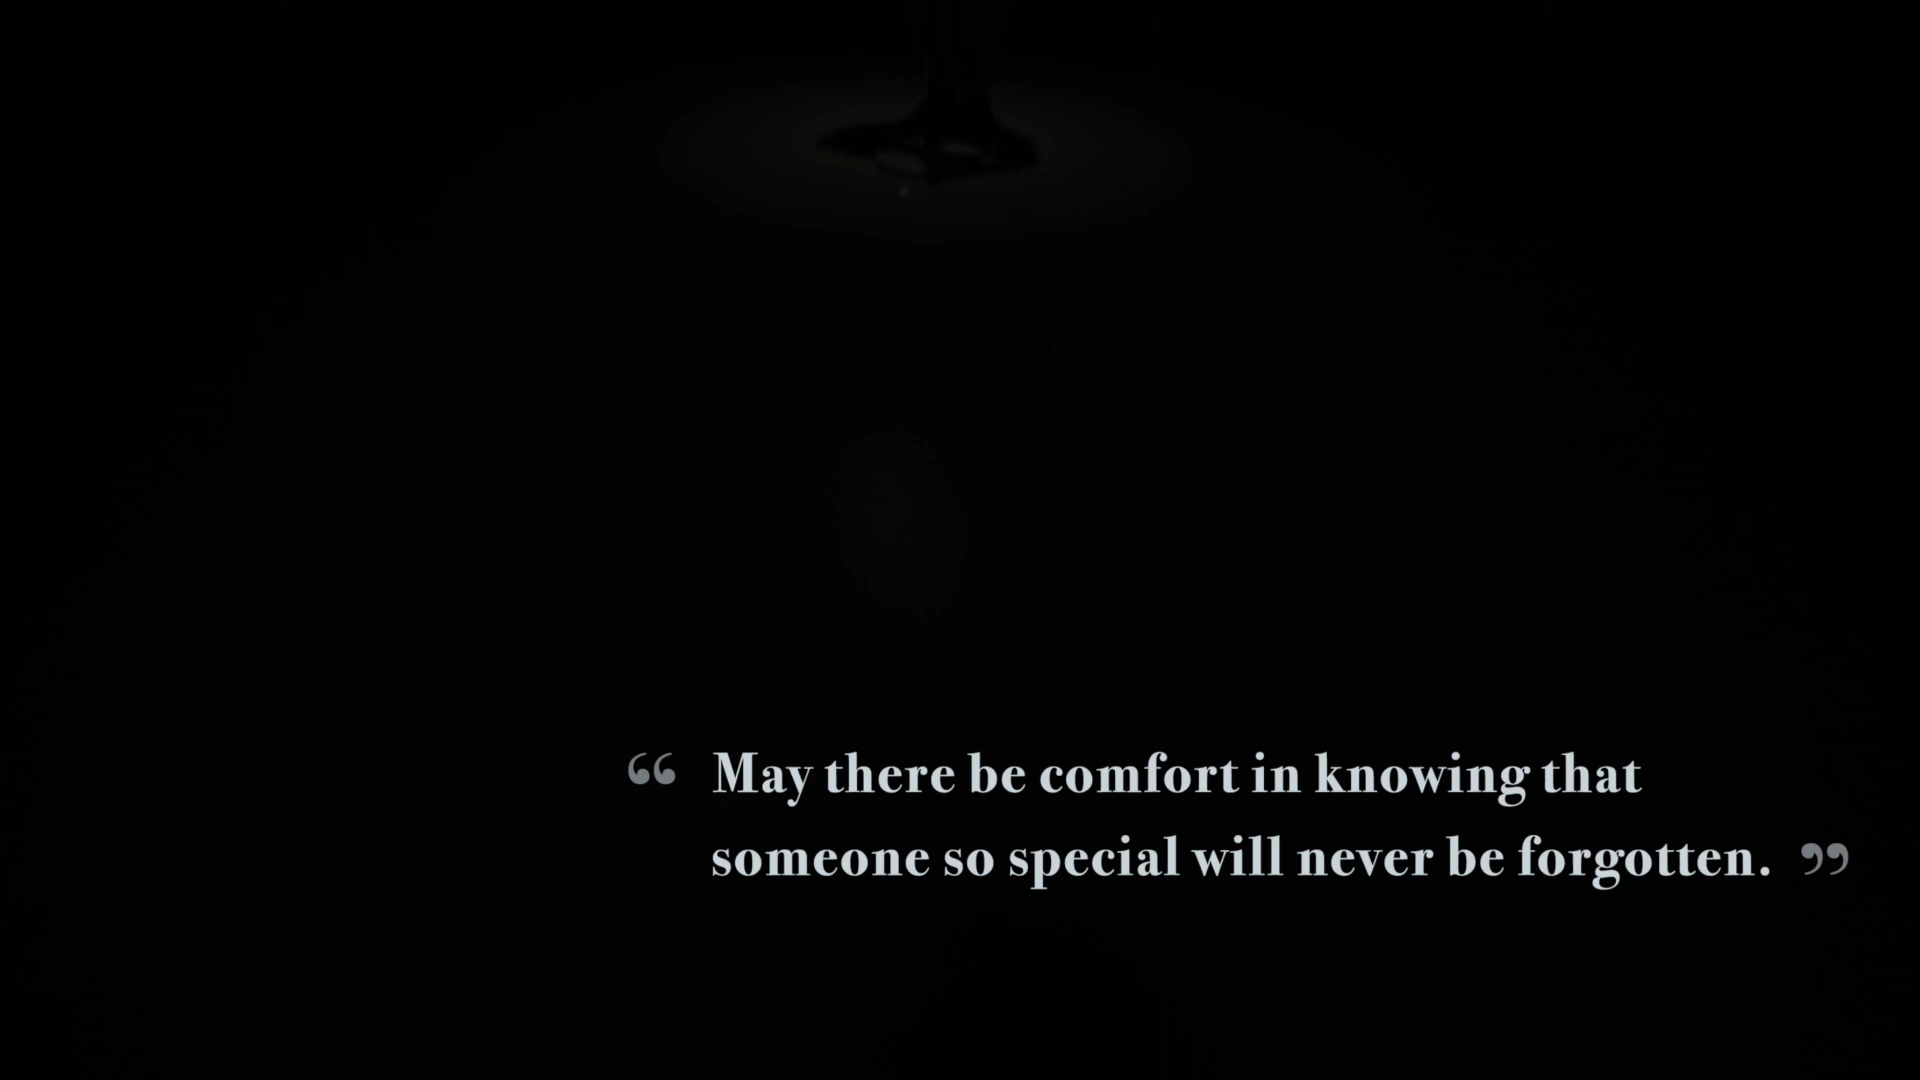 “ May there be comfort in knowing that
someone so special will never be forgotten. ”